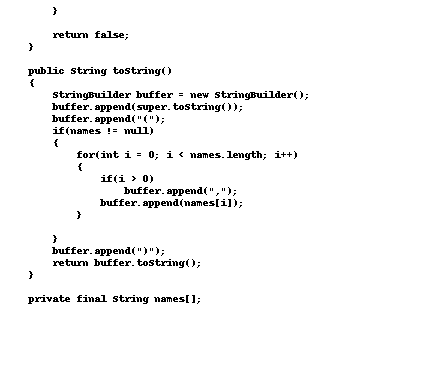 }
return false;
}
public String toString()
{
StringBuilder buffer = new StringBuilder();
buffer.append(super.toString());
buffer.append("(");
if(names != null)
{
for(int i = 0; i < names.length; i++)
{
if(i > 0)
buffer.append(",");
buffer.append(names[i]);
}
}
buffer.append(")");
return buffer.toString();
}
private final String names[];